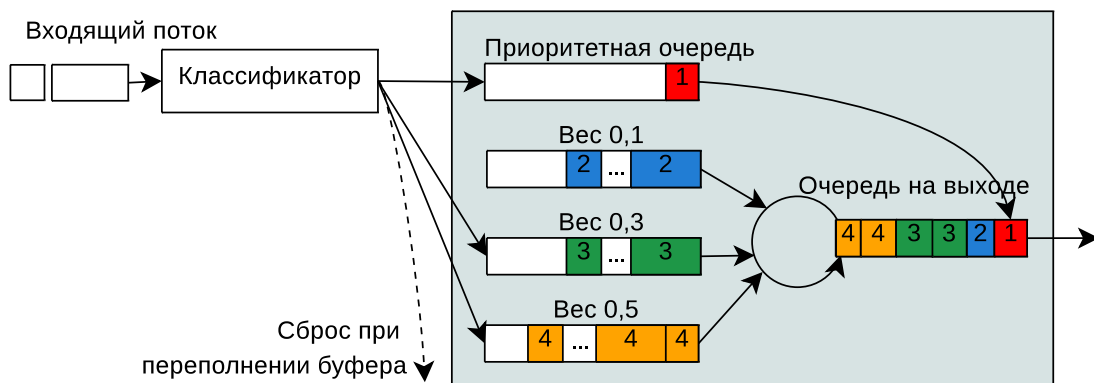 Входящий поток
Классификатор
Приоритетная очередь
1
Вес 0,1
2 ... 2
Вес 0,3
3 ... 3
Вес 0,5
4 ... 4 4
Очередь на выходе
4 4 3 3 2 1
Сброс при
переполнении буфера